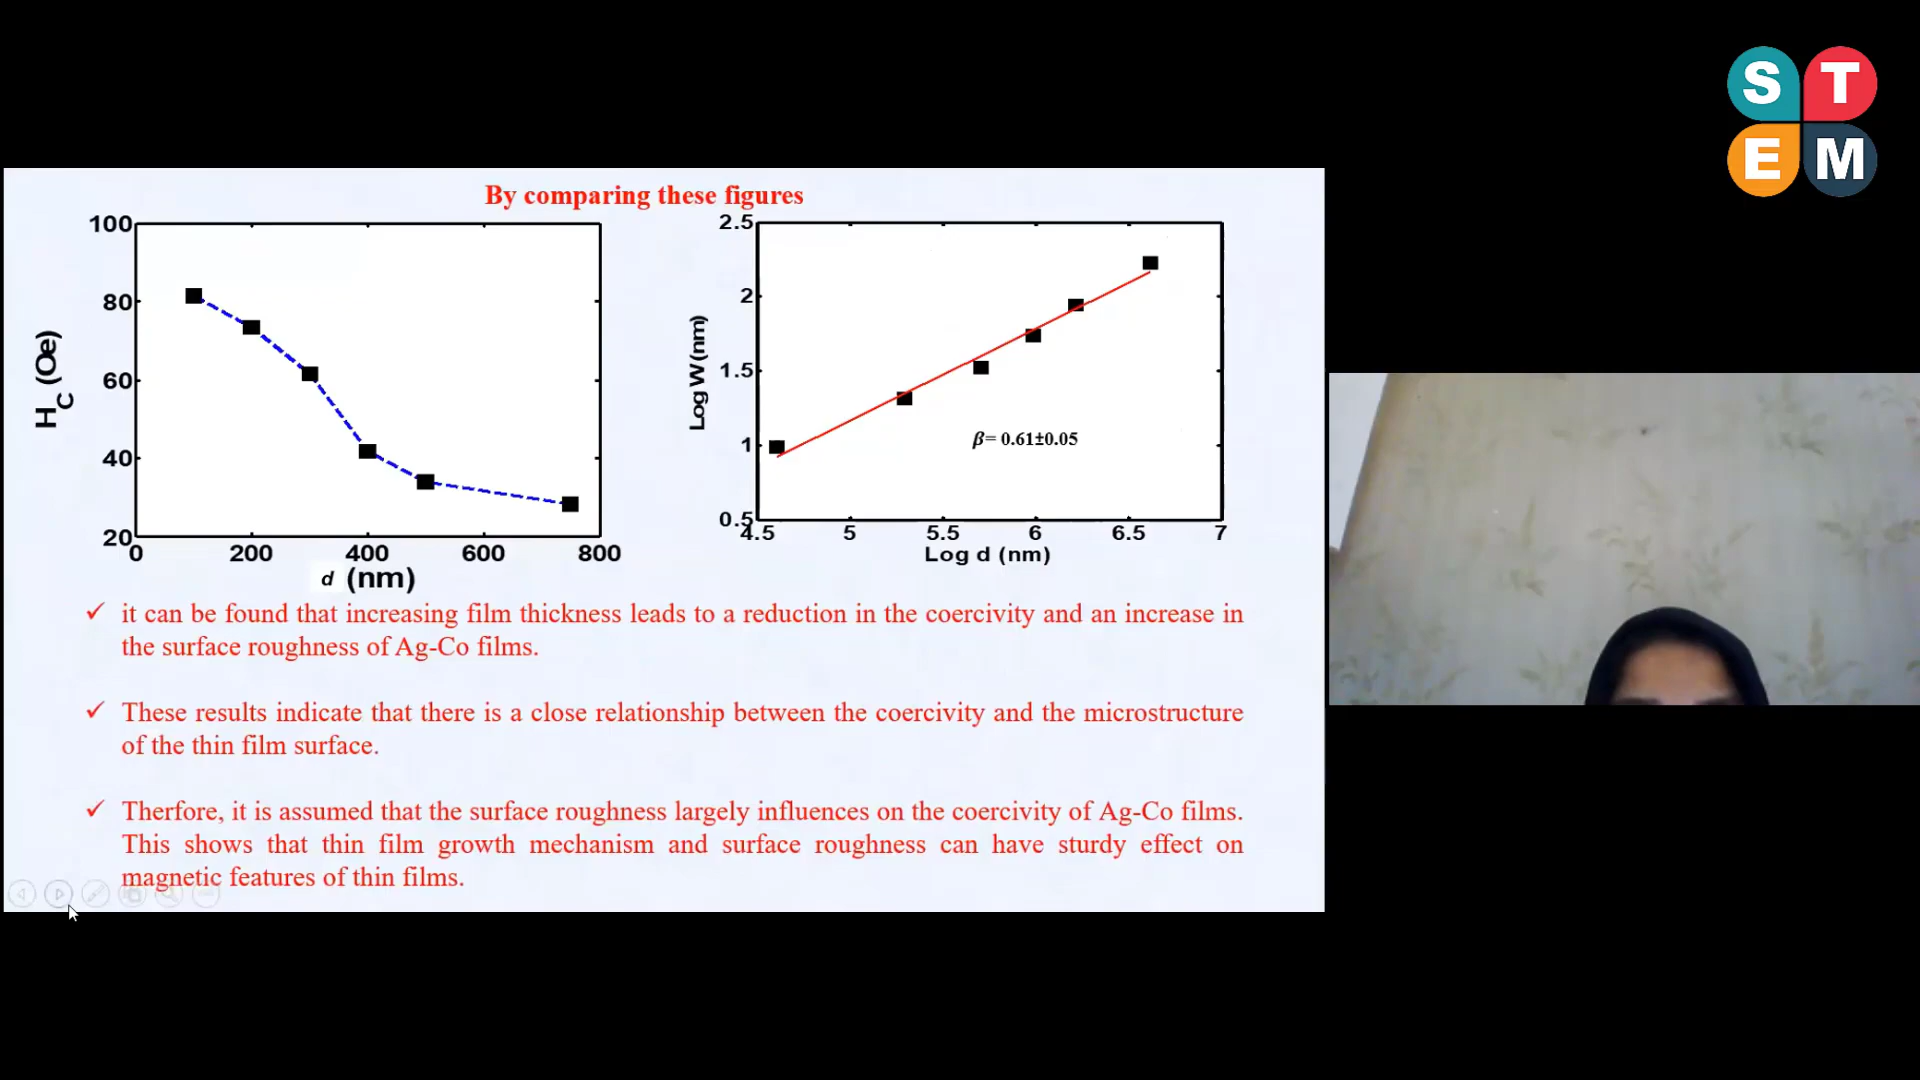 S T
E M
By comparing these figures
100
80
60
40
20
0 200 400 600 800
H_C (Oe)
d (nm)
2.5
2
1.5
1
0.5
4.5 5 5.5 6 6.5 7
Log W (nm)
Log d (nm)
β= 0.61±0.05
✓ it can be found that increasing film thickness leads to a reduction in the coercivity and an increase in
the surface roughness of Ag-Co films.
✓ These results indicate that there is a close relationship between the coercivity and the microstructure
of the thin film surface.
✓ Therfore, it is assumed that the surface roughness largely influences on the coercivity of Ag-Co films.
This shows that thin film growth mechanism and surface roughness can have sturdy effect on
magnetic features of thin films.